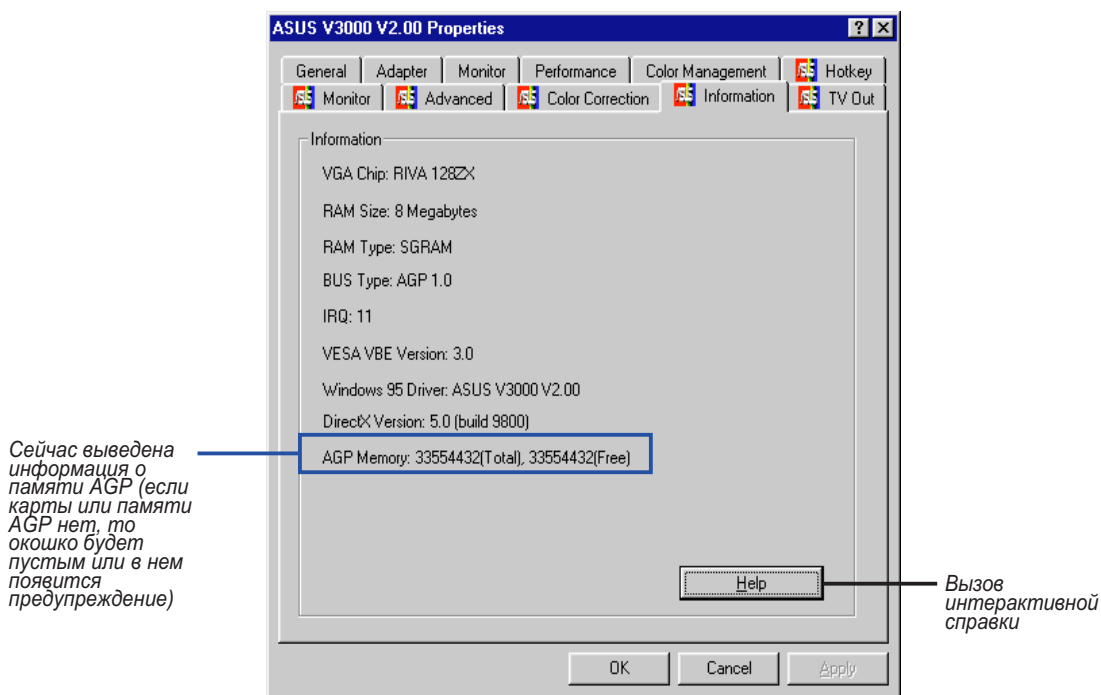 ASUS V3000 V2.00 Properties
General Adapter Monitor Performance Color Management Hotkey
Monitor Advanced Color Correction Information TV Out
Information
VGA Chip: RIVA 128ZX
RAM Size: 8 Megabytes
RAM Type: SGRAM
BUS Type: AGP 1.0
IRQ: 11
VESA VBE Version: 3.0
Windows 95 Driver: ASUS V3000 V2.00
DirectX Version: 5.0 (build 9800)
AGP Memory: 33554432(Total), 33554432(Free)
Сейчас выведена
информация о
памяти AGP (если
карты или памяти
AGP нет, то
окошко будет
пустым или в нем
появится
предупреждение)
Help
Вызов
интерактивной
справки
OK Cancel Apply